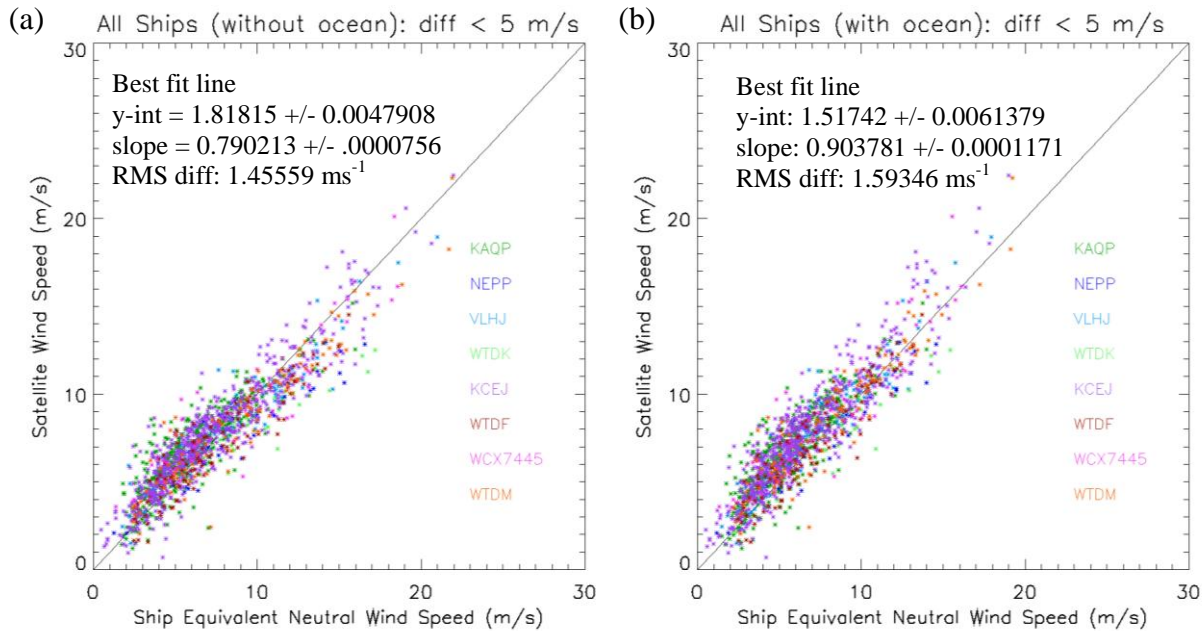 (a)
All Ships (without ocean): diff < 5 m/s
Best fit line
y-int = 1.81815 +/- 0.0047908
slope = 0.790213 +/- .0000756
RMS diff: 1.45559 ms-1
30
20
10
0
Satellite Wind Speed (m/s)
KAQP
NEPP
VLHJ
WTDK
KCEJ
WTDF
WCX7445
WTDM
0 10 20 30
Ship Equivalent Neutral Wind Speed (m/s)
(b)
All Ships (with ocean): diff < 5 m/s
Best fit line
y-int: 1.51742 +/- 0.0061379
slope: 0.903781 +/- 0.0001171
RMS diff: 1.59346 ms-1
30
20
10
0
Satellite Wind Speed (m/s)
KAQP
NEPP
VLHJ
WTDK
KCEJ
WTDF
WCX7445
WTDM
0 10 20 30
Ship Equivalent Neutral Wind Speed (m/s)